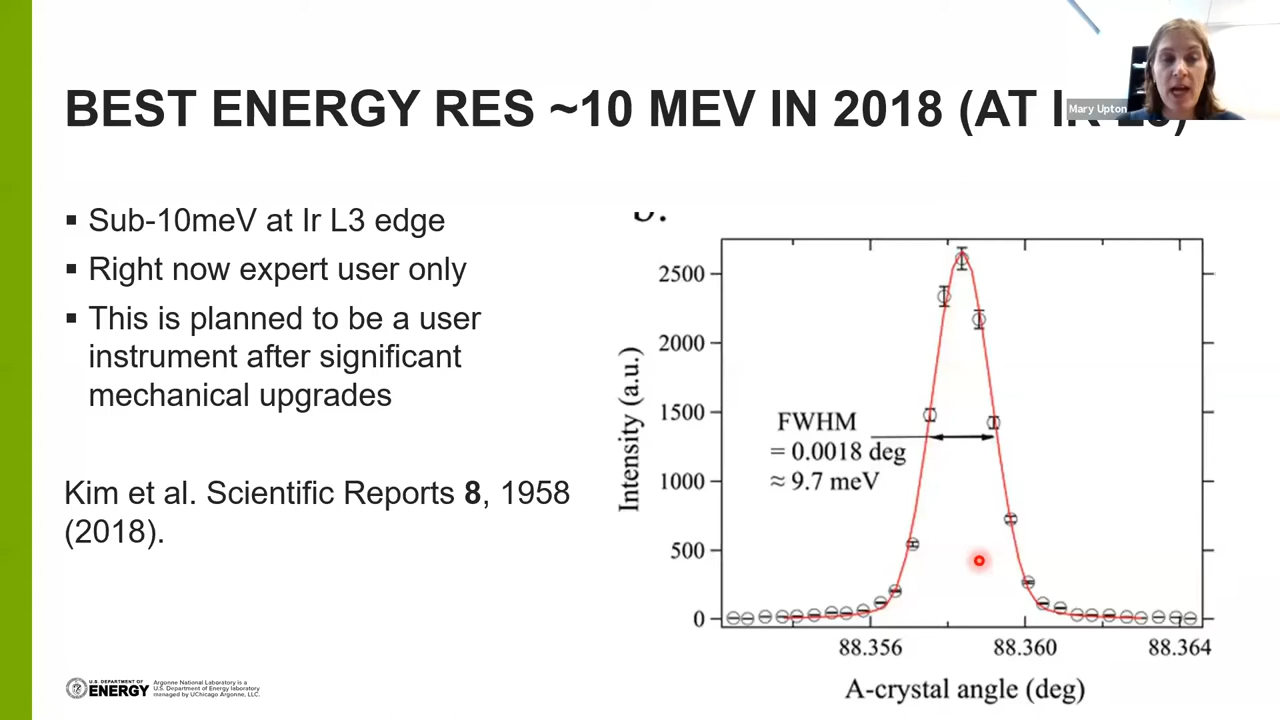 BEST ENERGY RES ~10 MEV IN 2018 (AT
Mary Upton
▪ Sub-10meV at Ir L3 edge
▪ Right now expert user only
▪ This is planned to be a user
instrument after significant
mechanical upgrades
Kim et al. Scientific Reports 8, 1958
(2018).
2500
2000
1500
1000
500
0
Intensity (a.u.)
FWHM
= 0.0018 deg
≈ 9.7 meV
88.356
88.360
88.364
A-crystal angle (deg)
U.S. DEPARTMENT OF
ENERGY
Argonne National Laboratory is a
U.S. Department of Energy laboratory
managed by UChicago Argonne, LLC.